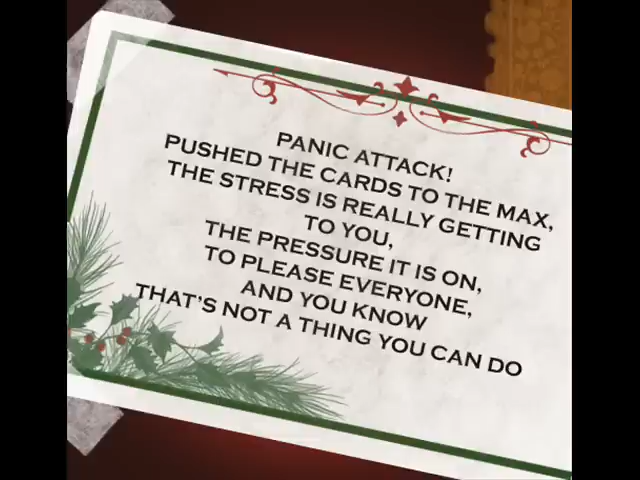 PANIC ATTACK!
PUSHED THE CARDS TO THE MAX,
THE STRESS IS REALLY GETTING
TO YOU,
THE PRESSURE IT IS ON,
TO PLEASE EVERYONE,
AND YOU KNOW
THAT'S NOT A THING YOU CAN DO